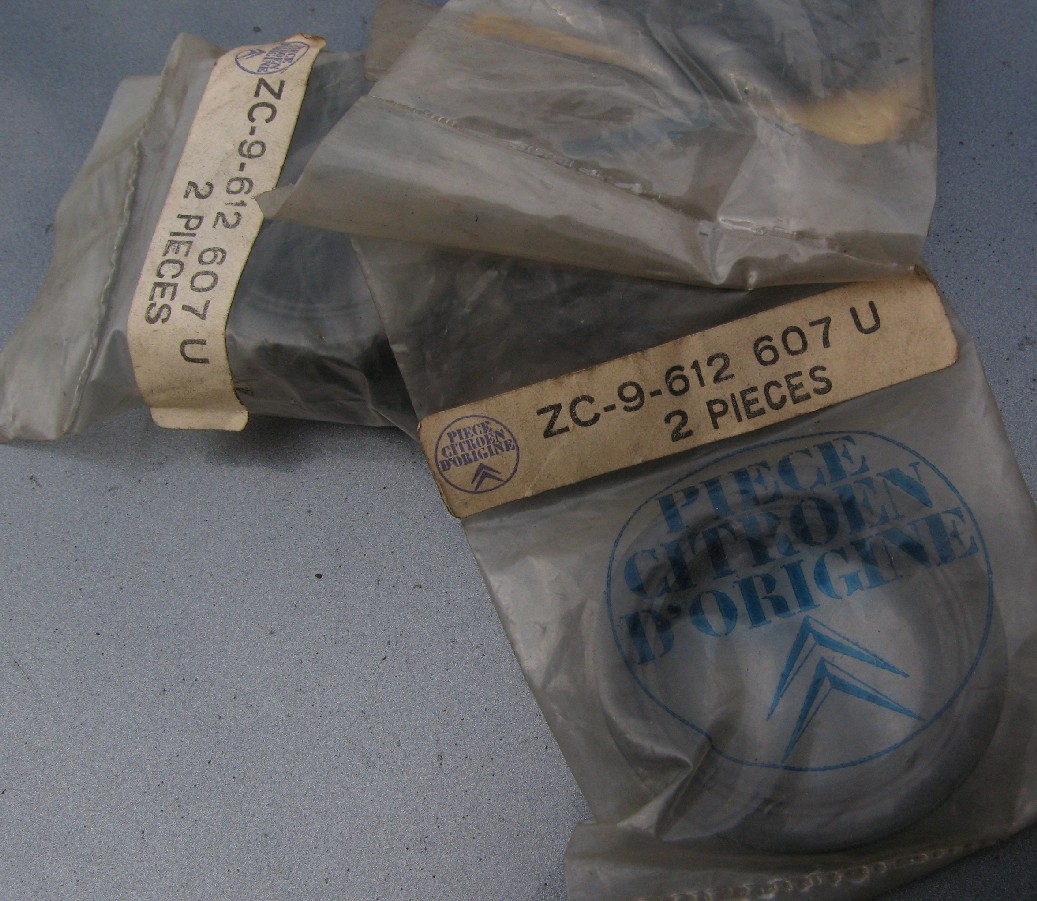 ZC-9-612 607 U
2 PIECES
PIECE
CITROEN
D'ORIGINE
ZC-9-612 607 U
2 PIECES
PIECE
CITROEN
D'ORIGINE